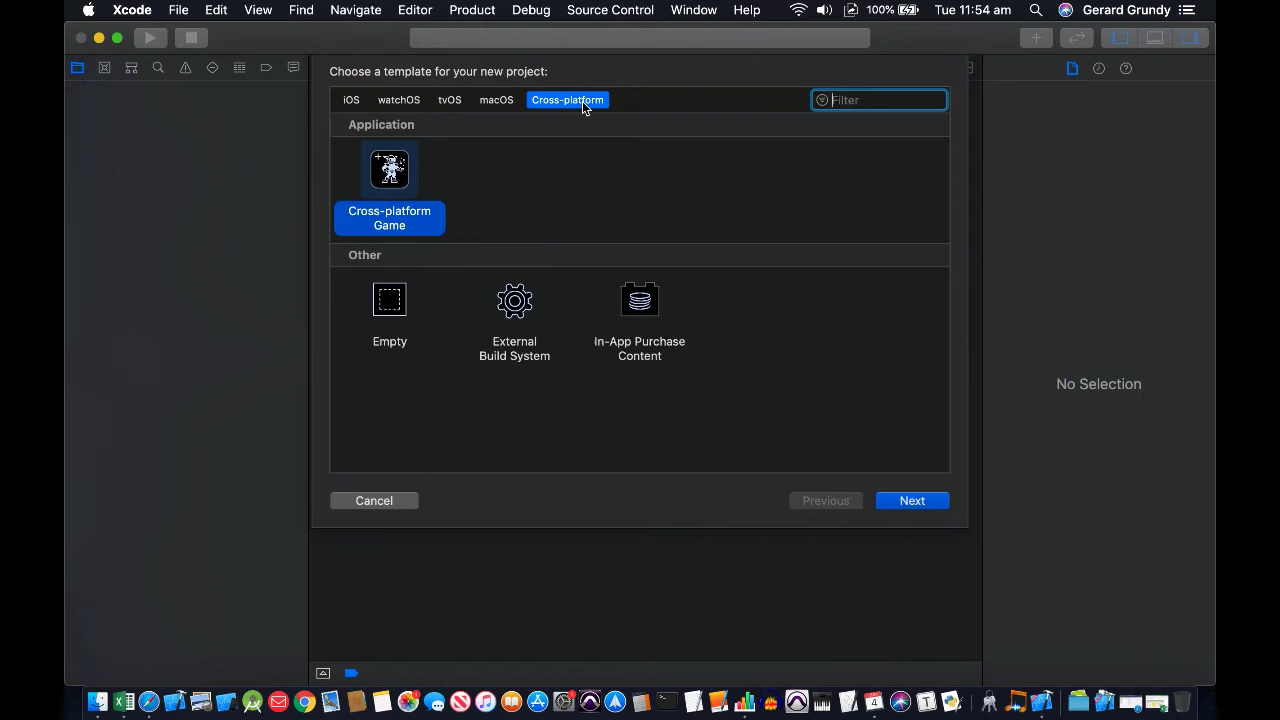 Xcode File Edit View Find Navigate Editor Product Debug Source Control Window Help 100% Tue 11:54 am Gerard Grundy
Choose a template for your new project:
iOS watchOS tvOS macOS Cross-platform Filter
Application
Cross-platform
Game
Other
Empty
External
Build System
In-App Purchase
Content
No Selection
Cancel Previous Next